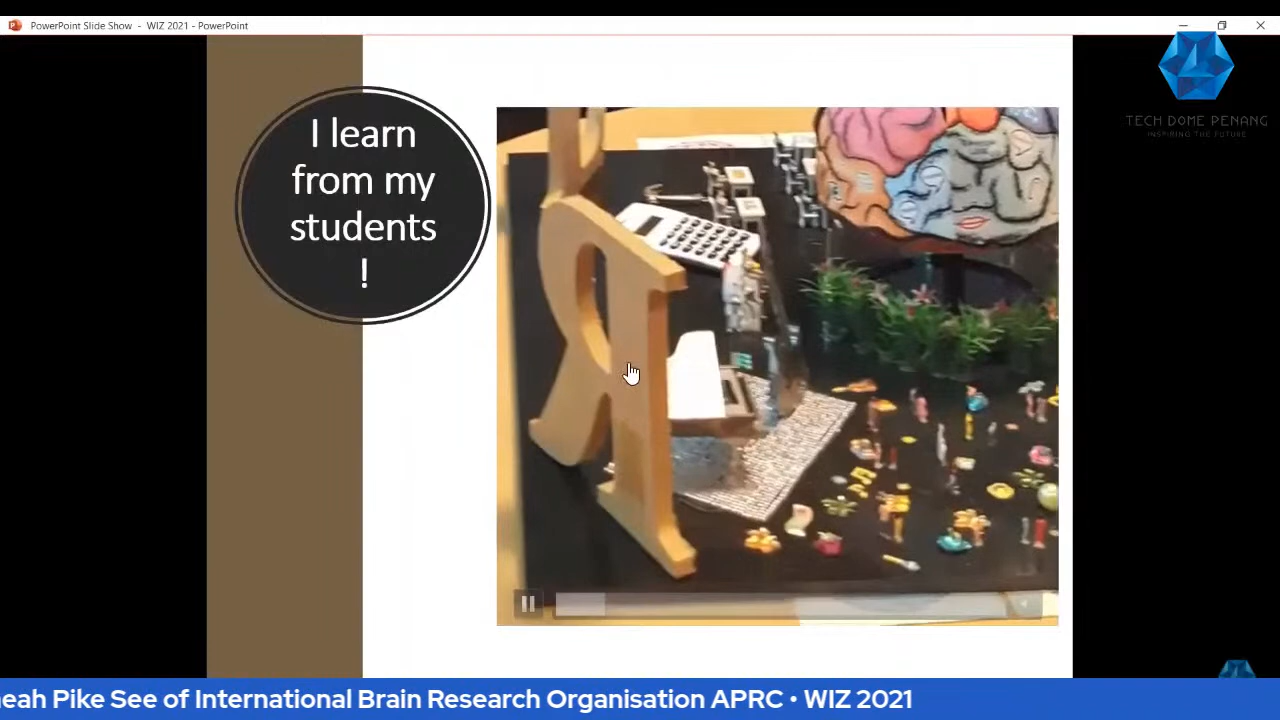 PowerPoint Slide Show - WIZ 2021 - PowerPoint
TECH DOME PENANG
INSPIRING THE FUTURE
I learn
from my
students
!
R
eah Pike See of International Brain Research Organisation APRC • WIZ 2021